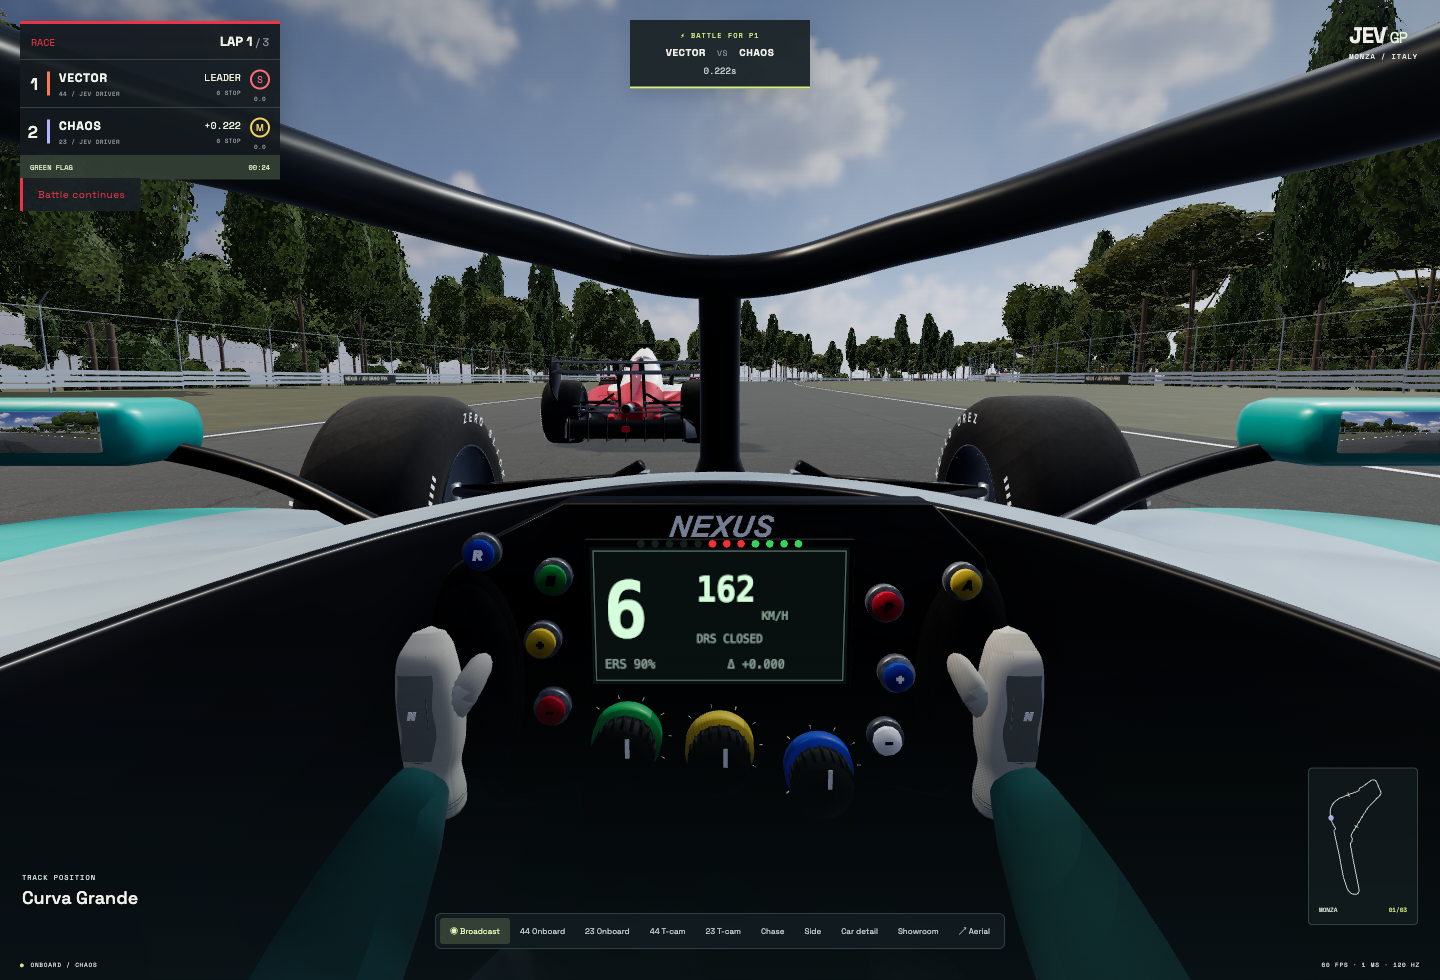 RACE
LAP 1 / 3
1 VECTOR LEADER S
44 / JEV DRIVER 0 STOP 0.0
2 CHAOS +0.222 M
23 / JEV DRIVER 0 STOP 0.0
GREEN FLAG 00:24
Battle continues
⚡ BATTLE FOR P1
VECTOR VS CHAOS
0.222s
JEV GP
MONZA / ITALY
NEXUS
R
A
6 162
KM/H
DRS CLOSED
ERS 90% Δ +0.000
+
+
-
N
N
TRACK POSITION
Curva Grande
MONZA 01/03
Broadcast 44 Onboard 23 Onboard 44 T-cam 23 T-cam Chase Side Car detail Showroom Aerial
ONBOARD / CHAOS
60 FPS · 1 MS · 120 HZ